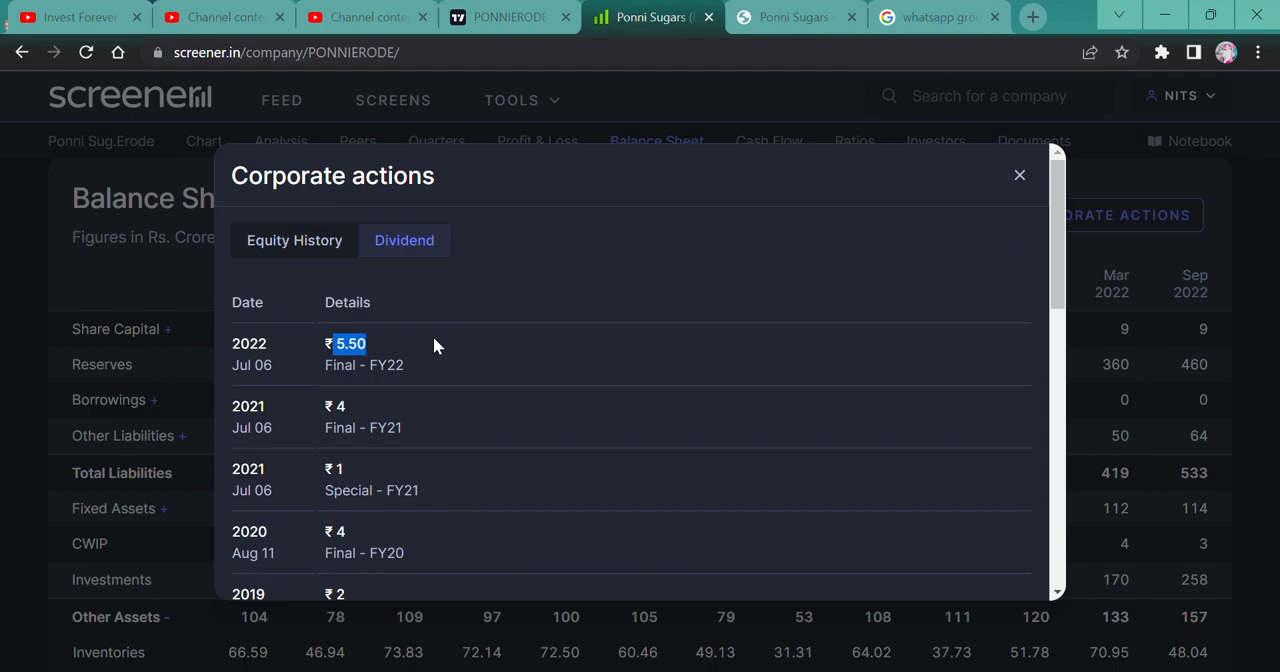 Invest Forever
Channel conte
Channel conte
PONNIERODE
Ponni Sugars (
Ponni Sugars -
whatsapp grou
screener.in/company/PONNIERODE/
screener
FEED
SCREENS
TOOLS
Search for a company
NITS
Ponni Sug.Erode
Chart
Analysis
Peers
Quarters
Profit & Loss
Balance Sheet
Cash Flow
Ratios
Investors
Documents
Notebook
Balance Sh
Figures in Rs. Crore
ORATE ACTIONS
Corporate actions
Equity History
Dividend
Date Details
2022 ₹ 5.50
Jul 06 Final - FY22
2021 ₹ 4
Jul 06 Final - FY21
2021 ₹ 1
Jul 06 Special - FY21
2020 ₹ 4
Aug 11 Final - FY20
2019 ₹ 2
Mar 2022 Sep 2022
Share Capital + 9 9
Reserves 360 460
Borrowings + 0 0
Other Liabilities + 50 64
Total Liabilities 419 533
Fixed Assets + 112 114
CWIP 4 3
Investments 170 258
Other Assets - 104 78 109 97 100 105 79 53 108 111 120 133 157
Inventories 66.59 46.94 73.83 72.14 72.50 60.46 49.13 31.31 64.02 37.73 51.78 70.95 48.04